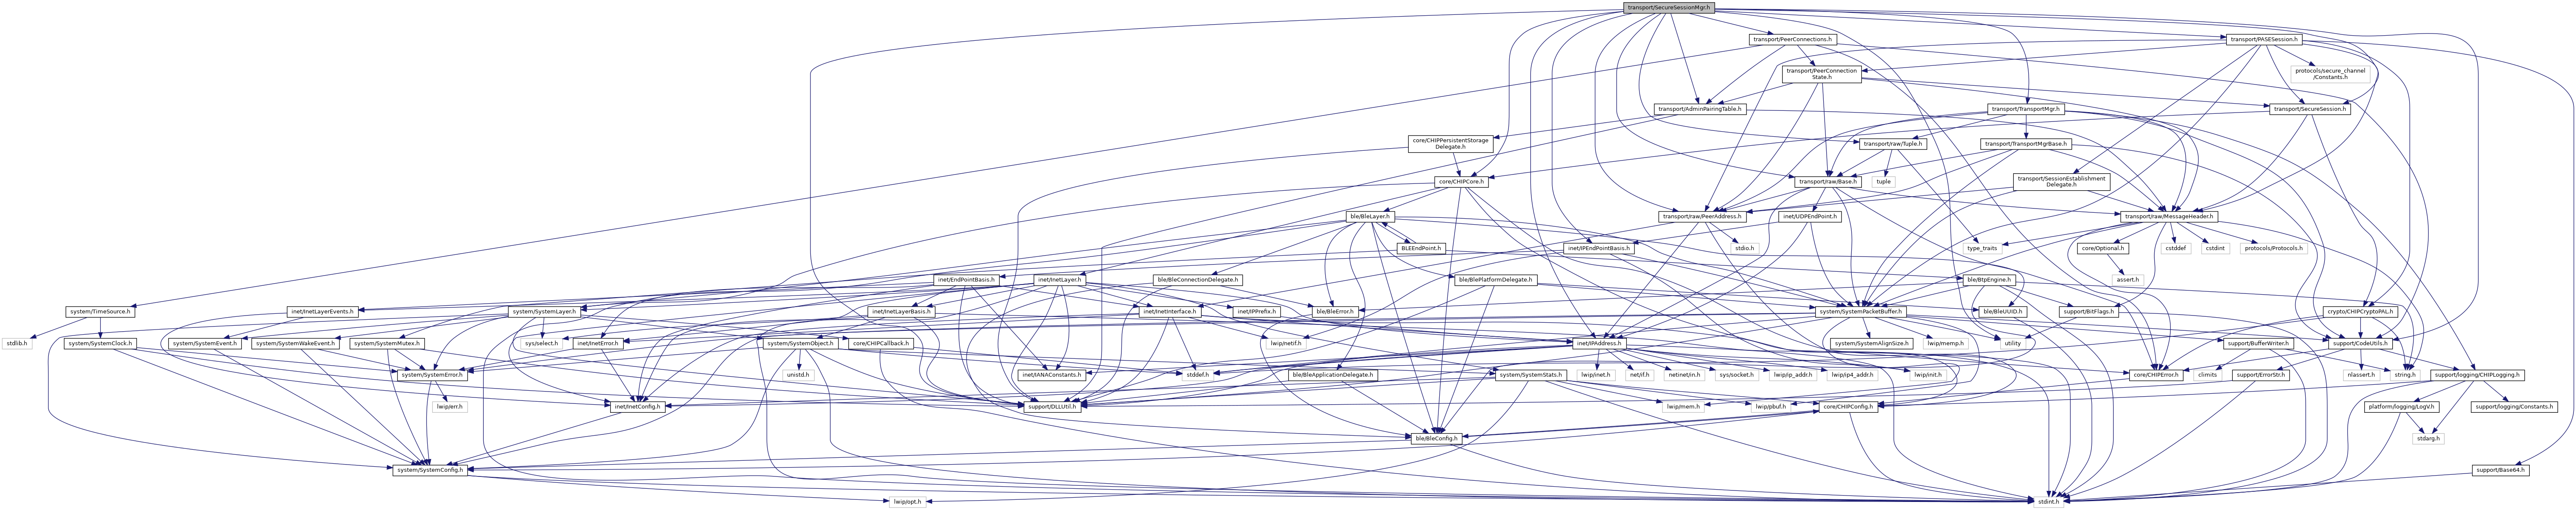 transport/SecureSessionMgr.h
transport/PeerConnections.h
transport/PASESession.h
transport/PeerConnection
State.h
protocols/secure_channel
/Constants.h
transport/AdminPairingTable.h
transport/TransportMgr.h
transport/SecureSession.h
core/CHIPPersistentStorage
Delegate.h
transport/raw/Tuple.h
transport/TransportMgrBase.h
core/CHIPCore.h
transport/raw/Base.h
tuple
transport/SessionEstablishment
Delegate.h
ble/BleLayer.h
transport/raw/PeerAddress.h
inet/UDPEndPoint.h
transport/raw/MessageHeader.h
BLEEndPoint.h
inet/IPEndPointBasis.h
stdio.h
type_traits
core/Optional.h
cstddef
cstdint
protocols/Protocols.h
inet/EndPointBasis.h
inet/InetLayer.h
ble/BleConnectionDelegate.h
ble/BlePlatformDelegate.h
ble/BtpEngine.h
assert.h
system/TimeSource.h
inet/InetLayerEvents.h
system/SystemLayer.h
inet/InetLayerBasis.h
inet/InetInterface.h
inet/IPPrefix.h
ble/BleError.h
system/SystemPacketBuffer.h
ble/BleUUID.h
support/BitFlags.h
crypto/CHIPCryptoPAL.h
stdlib.h
system/SystemClock.h
system/SystemEvent.h
system/SystemWakeEvent.h
system/SystemMutex.h
sys/select.h
inet/InetError.h
system/SystemObject.h
core/CHIPCallback.h
lwip/netif.h
inet/IPAddress.h
system/SystemAlignSize.h
lwip/memp.h
utility
support/BufferWriter.h
support/CodeUtils.h
system/SystemError.h
unistd.h
stddef.h
inet/IANAConstants.h
ble/BleApplicationDelegate.h
system/SystemStats.h
lwip/inet.h
net/if.h
netinet/in.h
sys/socket.h
lwip/ip_addr.h
lwip/ip4_addr.h
lwip/init.h
core/CHIPError.h
climits
support/ErrorStr.h
nlassert.h
string.h
support/logging/CHIPLogging.h
lwip/err.h
inet/InetConfig.h
support/DLLUtil.h
lwip/mem.h
lwip/pbuf.h
core/CHIPConfig.h
platform/logging/LogV.h
support/logging/Constants.h
ble/BleConfig.h
stdarg.h
system/SystemConfig.h
support/Base64.h
lwip/opt.h
stdint.h